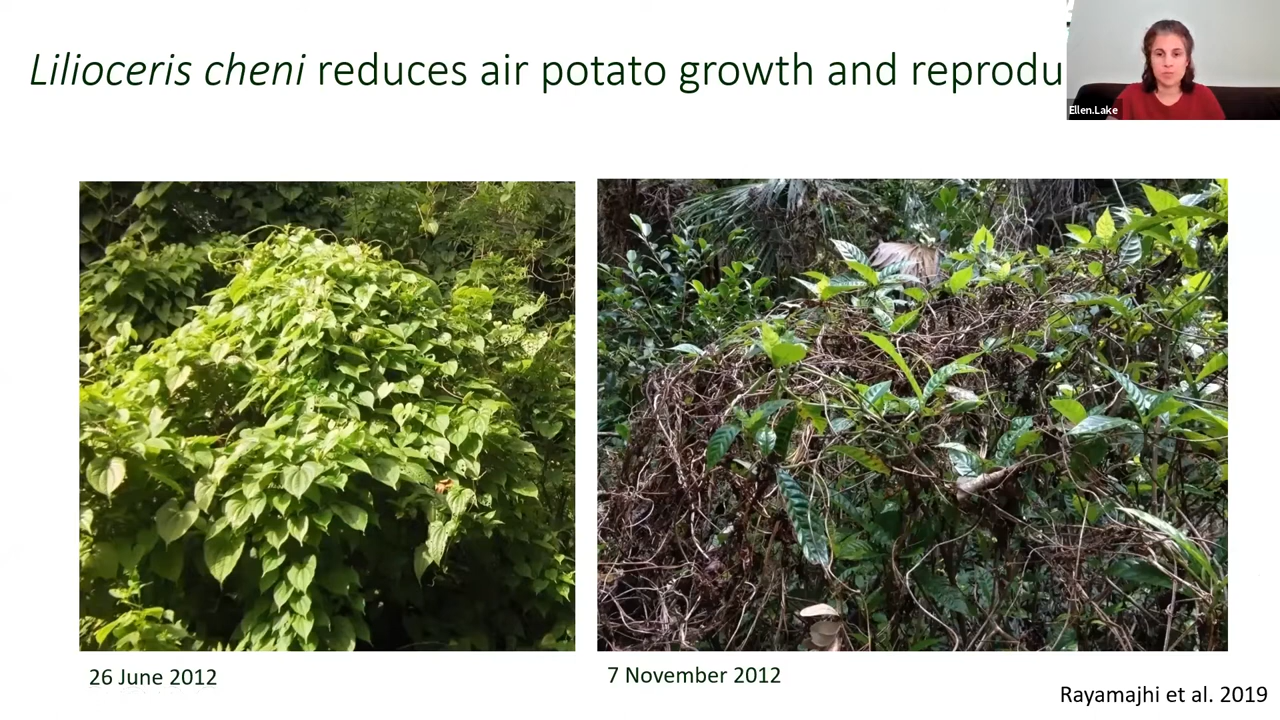 Lilioceris cheni reduces air potato growth and reprodu
Ellen.Lake
26 June 2012
7 November 2012
Rayamajhi et al. 2019